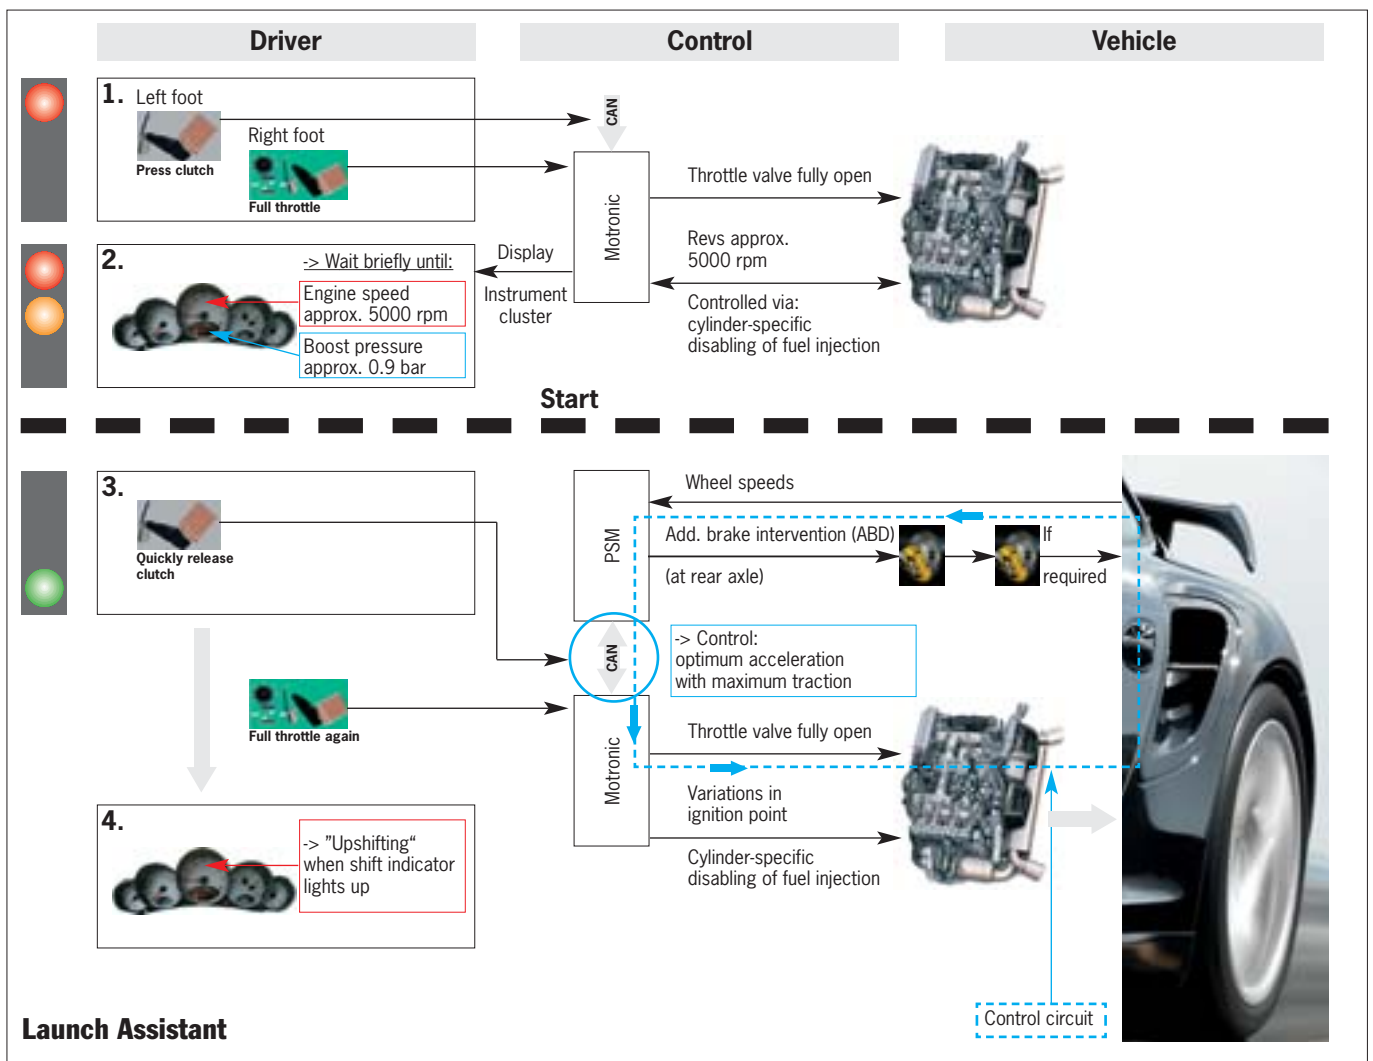 Driver
Control
Vehicle
1. Left foot
Press clutch
Right foot
Full throttle
CAN
Motronic
Throttle valve fully open
Revs approx.
5000 rpm
Controlled via:
cylinder-specific
disabling of fuel injection
2.
-> Wait briefly until:
Engine speed
approx. 5000 rpm
Boost pressure
approx. 0.9 bar
Display
Instrument
cluster
Start
3.
Quickly release
clutch
Full throttle again
PSM
Wheel speeds
Add. brake intervention (ABD)
(at rear axle)
If
required
CAN
-> Control:
optimum acceleration
with maximum traction
Motronic
Throttle valve fully open
Variations in
ignition point
Cylinder-specific
disabling of fuel injection
4.
-> ”Upshifting“
when shift indicator
lights up
Control circuit
Launch Assistant